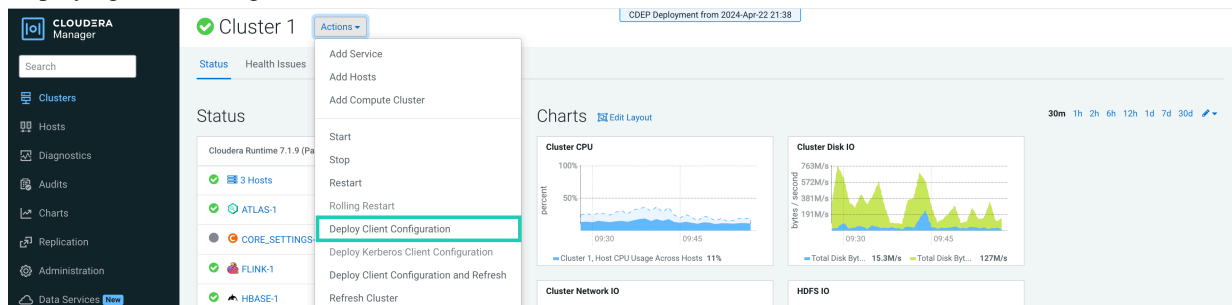 CLOUDERA
Manager
Search
Clusters
Hosts
Diagnostics
Audits
Charts
Replication
Administration
Data Services New
Cluster 1
Actions
CDEP Deployment from 2024-Apr-22 21:38
Status Health Issues
Add Service
Add Hosts
Add Compute Cluster
Start
Stop
Restart
Rolling Restart
Deploy Client Configuration
Deploy Kerberos Client Configuration
Deploy Client Configuration and Refresh
Refresh Cluster
Status
Cloudera Runtime 7.1.9 (Pa
3 Hosts
ATLAS-1
CORE_SETTINGS-
FLINK-1
HBASE-1
Charts Edit Layout
30m 1h 2h 6h 12h 1d 7d 30d
Cluster CPU
percent
100%
50%
09:30 09:45
Cluster 1, Host CPU Usage Across Hosts 11%
Cluster Disk IO
bytes / second
763M/s
572M/s
381M/s
191M/s
09:30 09:45
Total Disk Byt... 15.3M/s Total Disk Byt... 127M/s
Cluster Network IO
HDFS IO